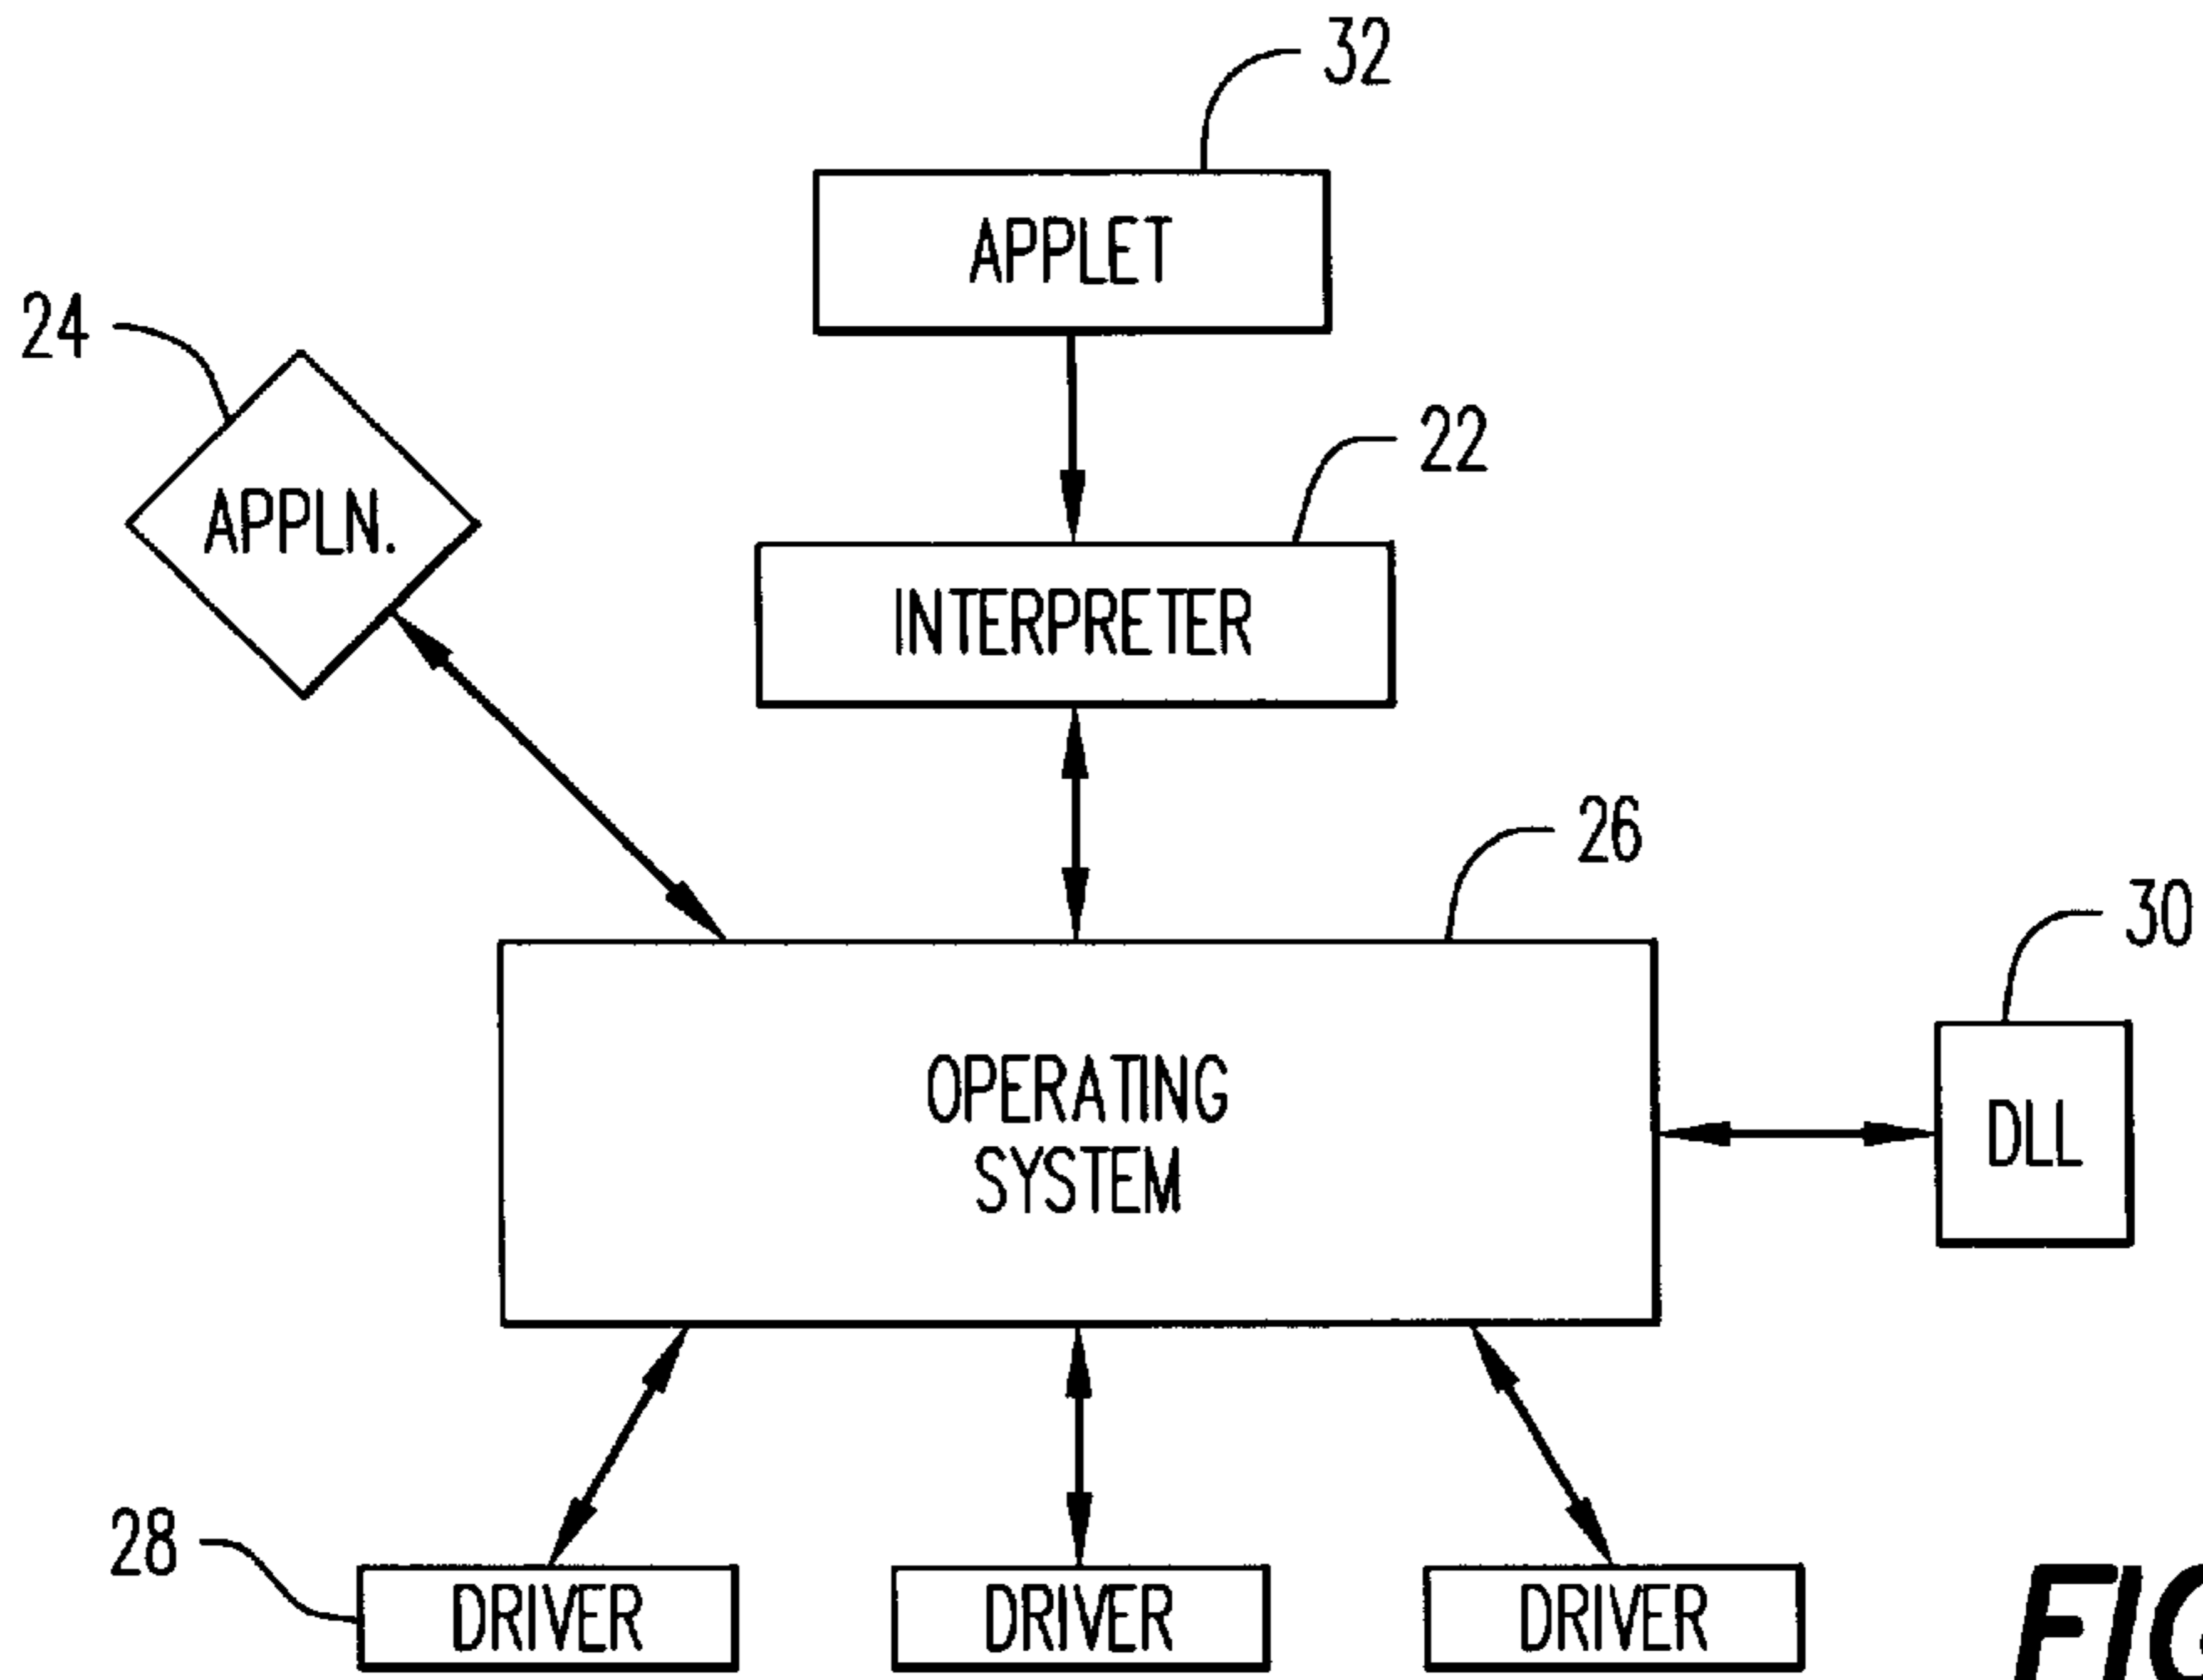 32
APPLET
24
APPLN.
22
INTERPRETER
26
30
OPERATING
SYSTEM
DLL
28
DRIVER
DRIVER
DRIVER